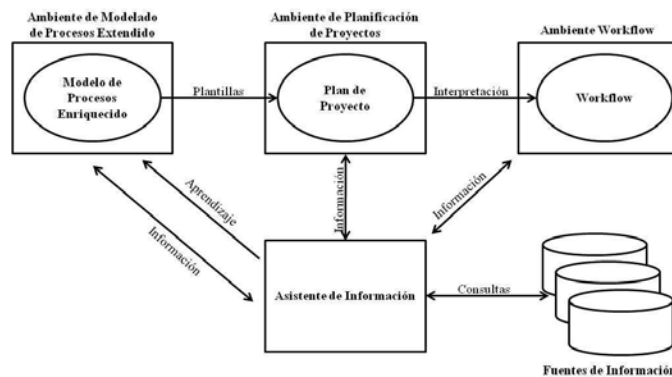 Ambiente de Modelado
de Procesos Extendido
Ambiente de Planificación
de Proyectos
Ambiente Workflow
Modelo de
Procesos
Enriquecido
Plantillas
Plan de
Proyecto
Interpretación
Workflow
Aprendizaje
Información
Información
Información
Asistente de Información
Consultas
Fuentes de Información